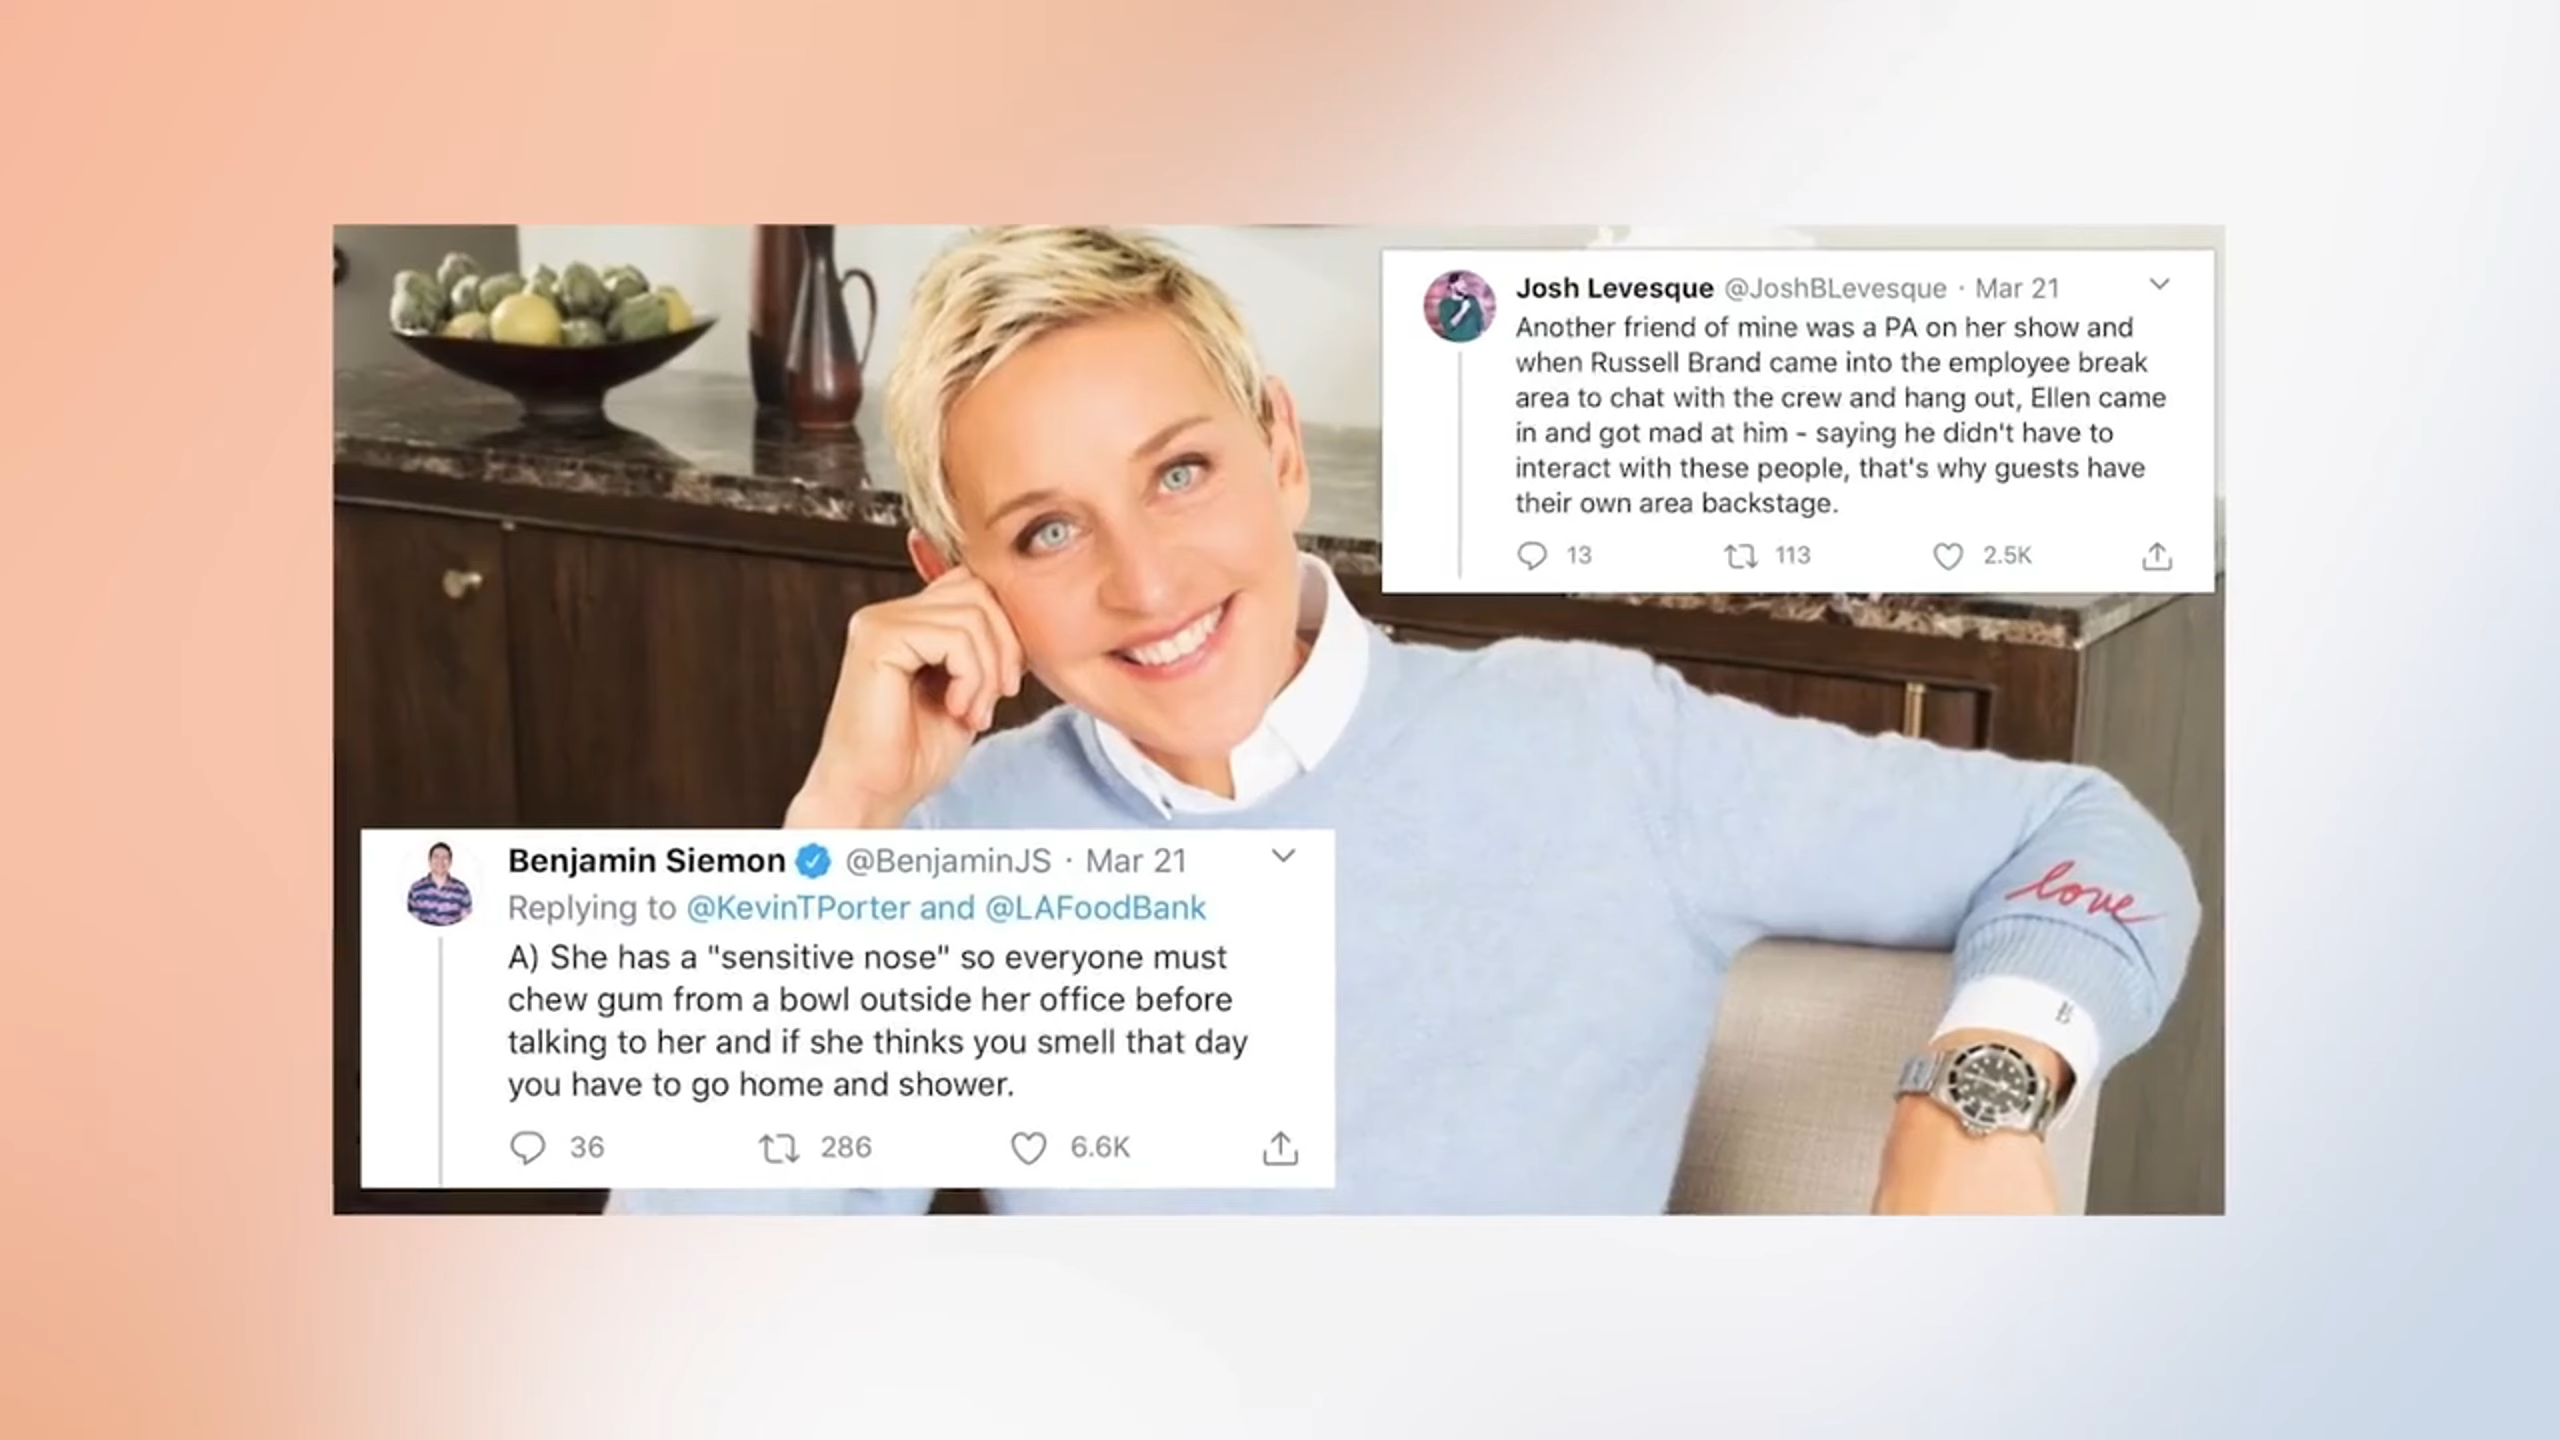 Josh Levesque @JoshBLevesque · Mar 21
Another friend of mine was a PA on her show and
when Russell Brand came into the employee break
area to chat with the crew and hang out, Ellen came
in and got mad at him - saying he didn't have to
interact with these people, that's why guests have
their own area backstage.
13 113 2.5K
love
Benjamin Siemon @BenjaminJS · Mar 21
Replying to @KevinTPorter and @LAFoodBank
A) She has a "sensitive nose" so everyone must
chew gum from a bowl outside her office before
talking to her and if she thinks you smell that day
you have to go home and shower.
36 286 6.6K